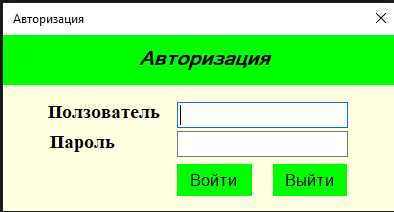 Авторизация
Авторизация
Ползователь
Пароль
Войти Выйти